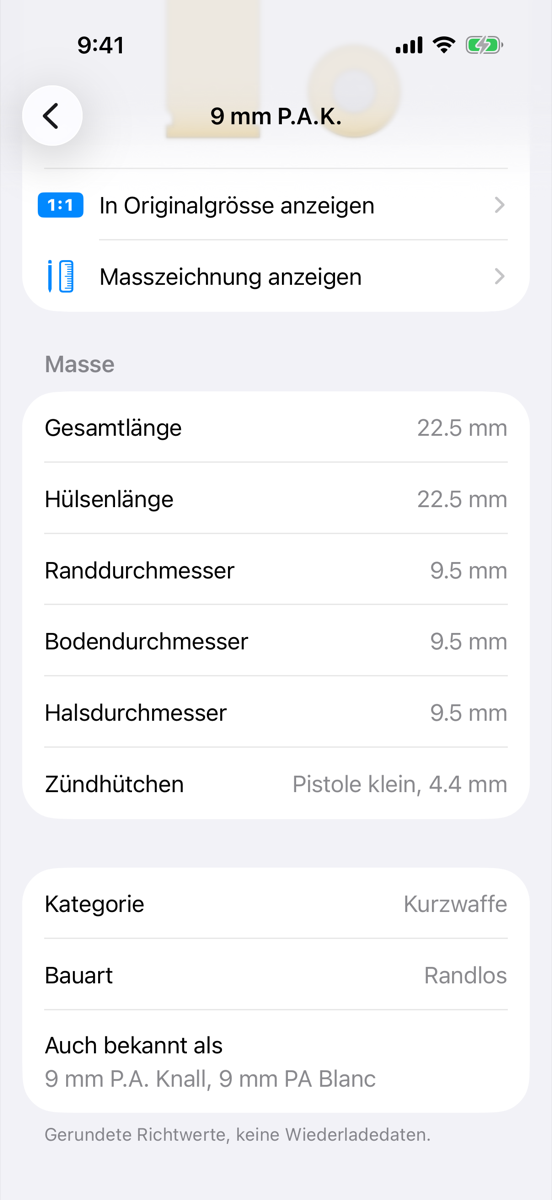 9:41
9 mm P.A.K.
1:1 In Originalgrösse anzeigen
Masszeichnung anzeigen
Masse
Gesamtlänge 22.5 mm
Hülsenlänge 22.5 mm
Randdurchmesser 9.5 mm
Bodendurchmesser 9.5 mm
Halsdurchmesser 9.5 mm
Zündhütchen Pistole klein, 4.4 mm
Kategorie Kurzwaffe
Bauart Randlos
Auch bekannt als
9 mm P.A. Knall, 9 mm PA Blanc
Gerundete Richtwerte, keine Wiederladedaten.